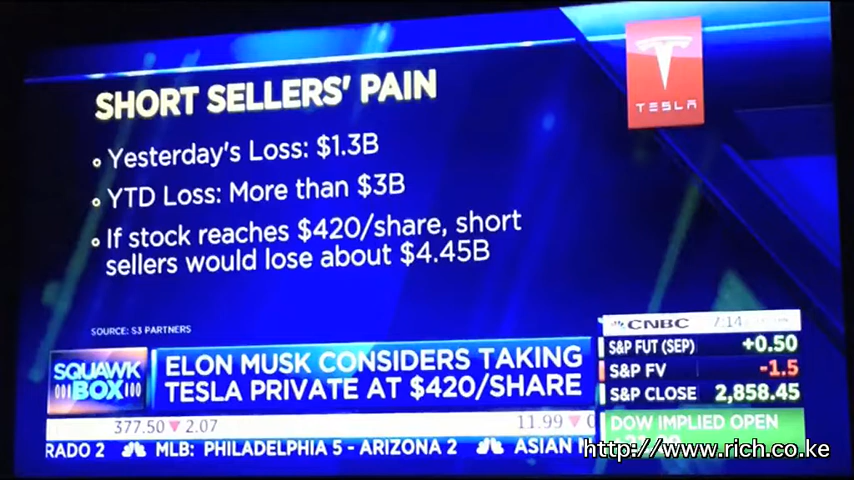 SHORT SELLERS' PAIN
TESLA
Yesterday's Loss: $1.3B
YTD Loss: More than $3B
If stock reaches $420/share, short
sellers would lose about $4.45B
SOURCE: S3 PARTNERS
CNBC 7:14
S&P FUT (SEP) +0.50
S&P FV -1.5
S&P CLOSE 2,858.45
DOW IMPLIED OPEN
SQUAWK
BOX
ELON MUSK CONSIDERS TAKING
TESLA PRIVATE AT $420/SHARE
377.50 ▼ 2.07 11.99 ▼ 0
RADO 2 MLB: PHILADELPHIA 5 - ARIZONA 2 ASIAN
http://www.rich.co.ke